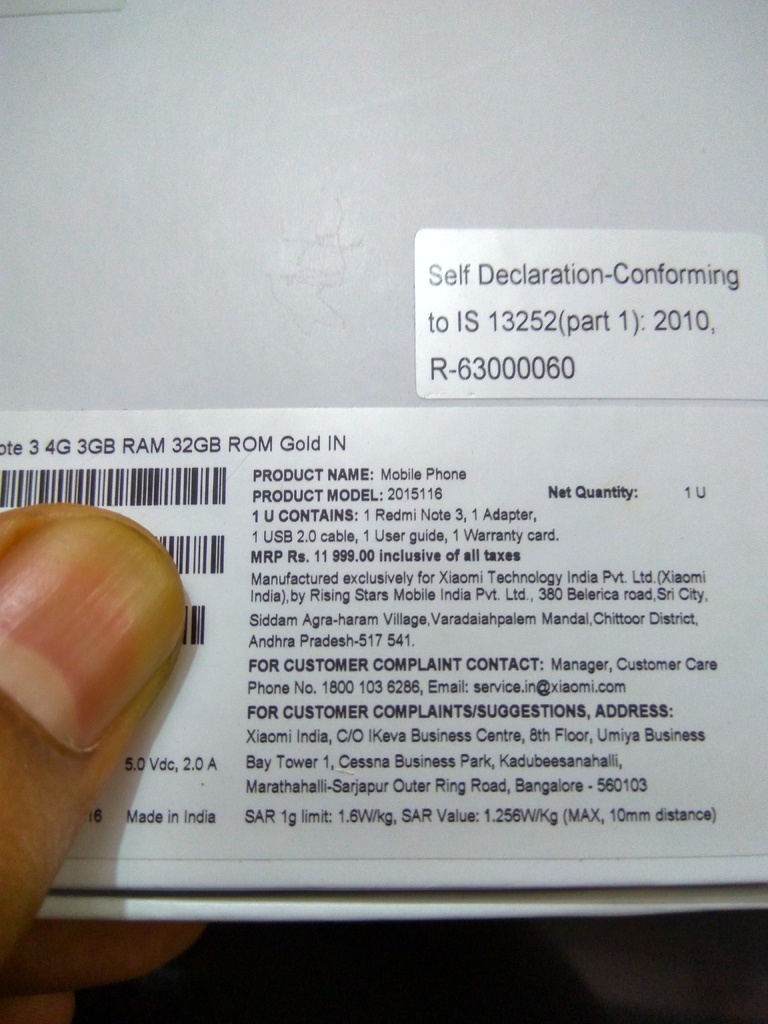 Self Declaration-Conforming
to IS 13252(part 1): 2010,
R-63000060
3 4G 3GB RAM 32GB ROM Gold IN
PRODUCT NAME: Mobile Phone
PRODUCT MODEL: 2015116 Net Quantity: 1 U
1 U CONTAINS: 1 Redmi Note 3, 1 Adapter,
1 USB 2.0 cable, 1 User guide, 1 Warranty card.
MRP Rs. 11 999.00 inclusive of all taxes
Manufactured exclusively for Xiaomi Technology India Pvt. Ltd.(Xiaomi
India),by Rising Stars Mobile India Pvt. Ltd., 380 Belerica road,Sri City,
Siddam Agra-haram Village,Varadaiahpalem Mandal,Chittoor District,
Andhra Pradesh-517 541.
FOR CUSTOMER COMPLAINT CONTACT: Manager, Customer Care
Phone No. 1800 103 6286, Email: service.in@xiaomi.com
FOR CUSTOMER COMPLAINTS/SUGGESTIONS, ADDRESS:
Xiaomi India, C/O IKeva Business Centre, 8th Floor, Umiya Business
5.0 Vdc, 2.0 A Bay Tower 1, Cessna Business Park, Kadubeesanahalli,
Marathahalli-Sarjapur Outer Ring Road, Bangalore - 560103
Made in India SAR 1g limit: 1.6W/kg, SAR Value: 1.256W/Kg (MAX, 10mm distance)